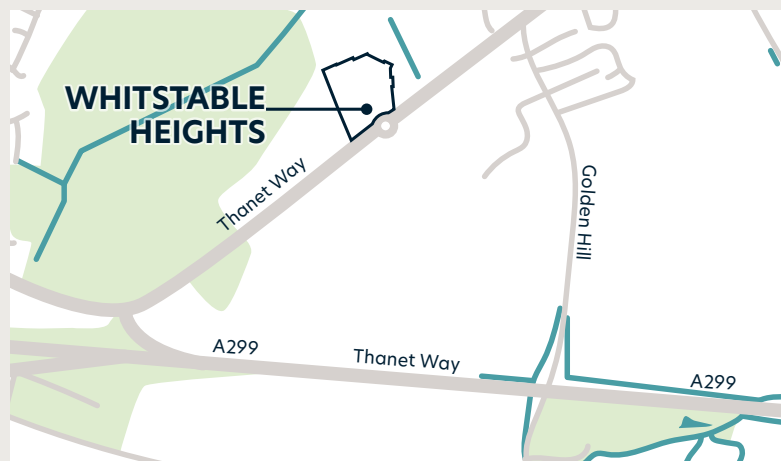 WHITSTABLE
HEIGHTS
Thanet Way
Golden Hill
A299
Thanet Way
A299